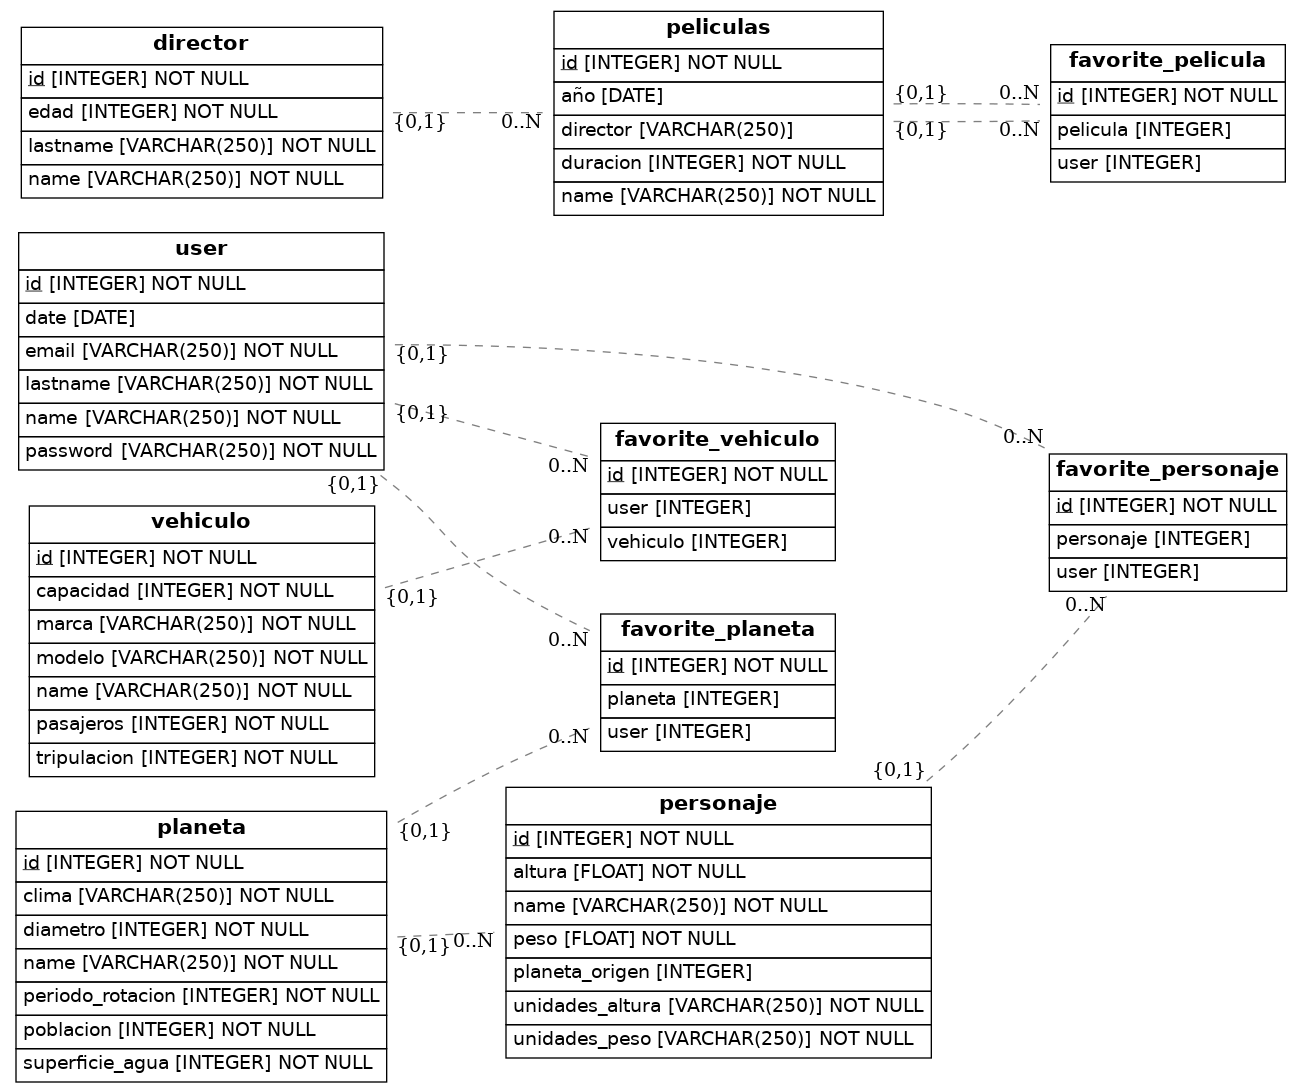 director
id [INTEGER] NOT NULL
edad [INTEGER] NOT NULL
lastname [VARCHAR(250)] NOT NULL
name [VARCHAR(250)] NOT NULL
{0,1}
0..N
peliculas
id [INTEGER] NOT NULL
año [DATE]
director [VARCHAR(250)]
duracion [INTEGER] NOT NULL
name [VARCHAR(250)] NOT NULL
{0,1}
0..N
{0,1}
0..N
favorite_pelicula
id [INTEGER] NOT NULL
pelicula [INTEGER]
user [INTEGER]
user
id [INTEGER] NOT NULL
date [DATE]
email [VARCHAR(250)] NOT NULL
lastname [VARCHAR(250)] NOT NULL
name [VARCHAR(250)] NOT NULL
password [VARCHAR(250)] NOT NULL
{0,1}
0..N
{0,1}
0..N
{0,1}
0..N
favorite_vehiculo
id [INTEGER] NOT NULL
user [INTEGER]
vehiculo [INTEGER]
favorite_personaje
id [INTEGER] NOT NULL
personaje [INTEGER]
user [INTEGER]
vehiculo
id [INTEGER] NOT NULL
capacidad [INTEGER] NOT NULL
marca [VARCHAR(250)] NOT NULL
modelo [VARCHAR(250)] NOT NULL
name [VARCHAR(250)] NOT NULL
pasajeros [INTEGER] NOT NULL
tripulacion [INTEGER] NOT NULL
{0,1}
0..N
favorite_planeta
id [INTEGER] NOT NULL
planeta [INTEGER]
user [INTEGER]
0..N
{0,1}
planeta
id [INTEGER] NOT NULL
clima [VARCHAR(250)] NOT NULL
diametro [INTEGER] NOT NULL
name [VARCHAR(250)] NOT NULL
periodo_rotacion [INTEGER] NOT NULL
poblacion [INTEGER] NOT NULL
superficie_agua [INTEGER] NOT NULL
{0,1}
0..N
{0,1}
0..N
personaje
id [INTEGER] NOT NULL
altura [FLOAT] NOT NULL
name [VARCHAR(250)] NOT NULL
peso [FLOAT] NOT NULL
planeta_origen [INTEGER]
unidades_altura [VARCHAR(250)] NOT NULL
unidades_peso [VARCHAR(250)] NOT NULL